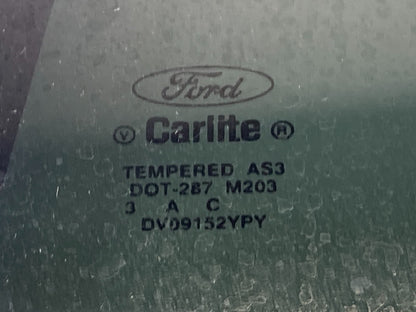 Ford
Ⓥ Carlite Ⓡ
TEMPERED AS3
DOT-287 M203
3 A C
DV09152YPY